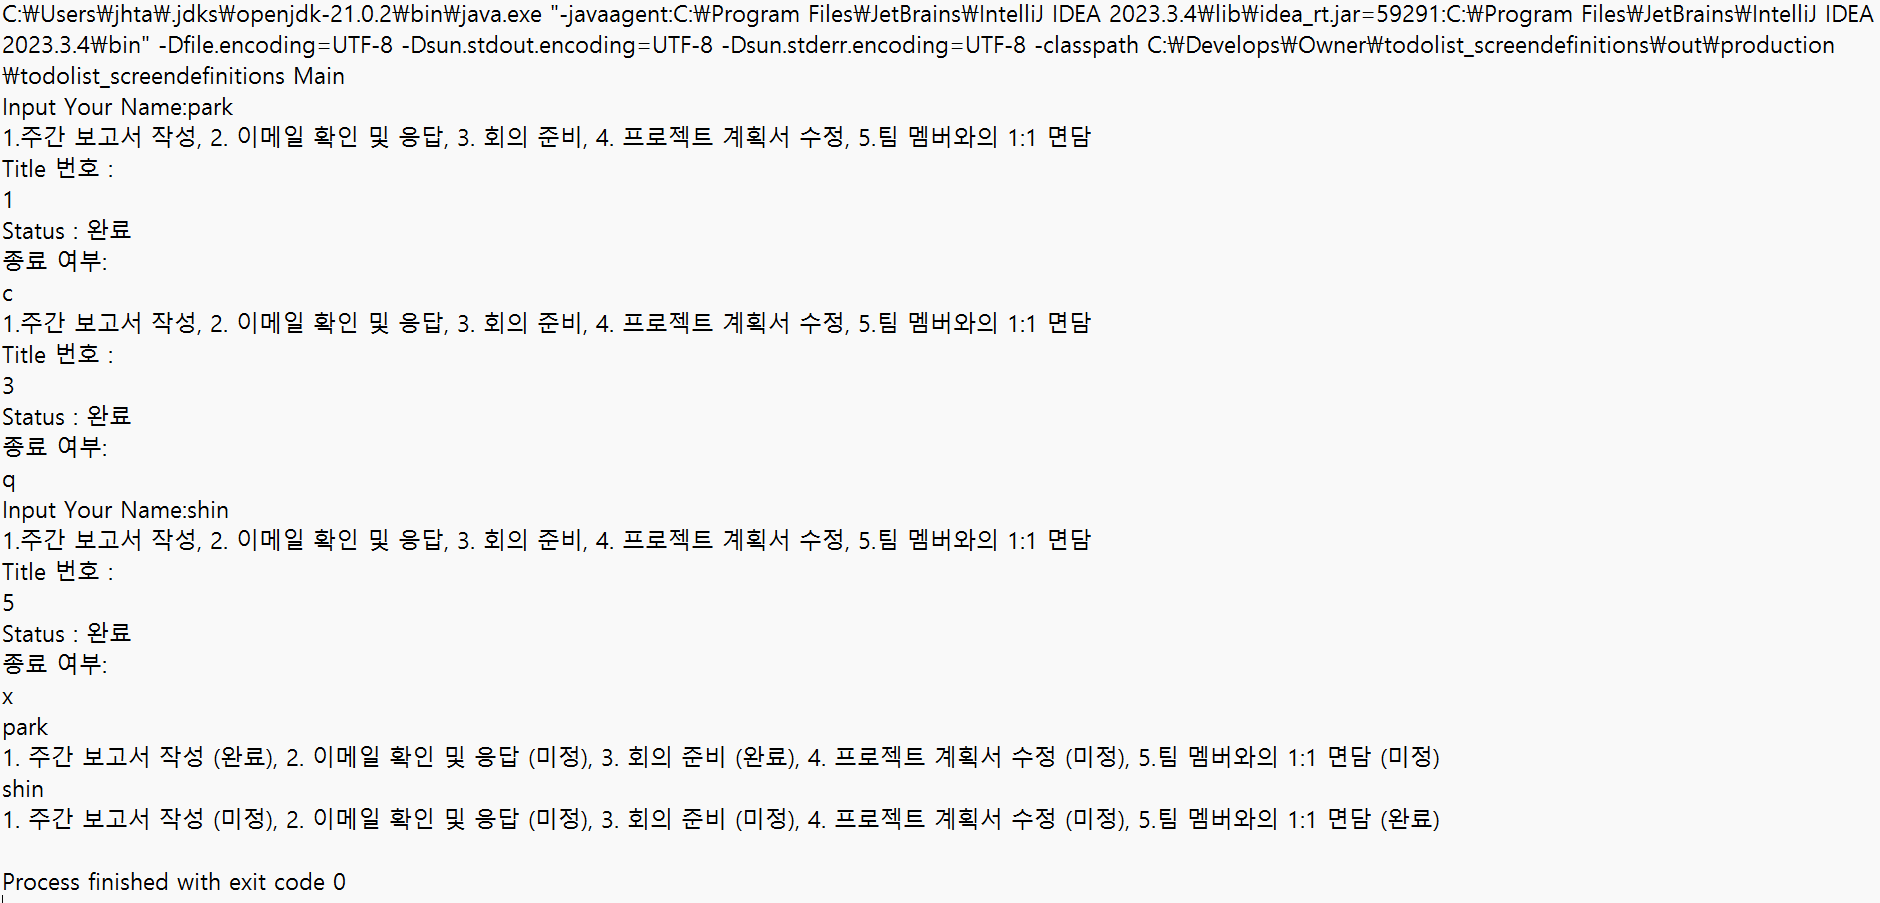 C:\Users\jhta\.jdks\openjdk-21.0.2\bin\java.exe "-javaagent:C:\Program Files\JetBrains\IntelliJ IDEA 2023.3.4\lib\idea_rt.jar=59291:C:\Program Files\JetBrains\IntelliJ IDEA
2023.3.4\bin" -Dfile.encoding=UTF-8 -Dsun.stdout.encoding=UTF-8 -Dsun.stderr.encoding=UTF-8 -classpath C:\Develops\Owner\todolist_screendefinitions\out\production
\todolist_screendefinitions Main
Input Your Name:park
1.주간 보고서 작성, 2. 이메일 확인 및 응답, 3. 회의 준비, 4. 프로젝트 계획서 수정, 5.팀 멤버와의 1:1 면담
Title 번호 :
1
Status : 완료
종료 여부:
c
1.주간 보고서 작성, 2. 이메일 확인 및 응답, 3. 회의 준비, 4. 프로젝트 계획서 수정, 5.팀 멤버와의 1:1 면담
Title 번호 :
3
Status : 완료
종료 여부:
q
Input Your Name:shin
1.주간 보고서 작성, 2. 이메일 확인 및 응답, 3. 회의 준비, 4. 프로젝트 계획서 수정, 5.팀 멤버와의 1:1 면담
Title 번호 :
5
Status : 완료
종료 여부:
x
park
1. 주간 보고서 작성 (완료), 2. 이메일 확인 및 응답 (미정), 3. 회의 준비 (완료), 4. 프로젝트 계획서 수정 (미정), 5.팀 멤버와의 1:1 면담 (미정)
shin
1. 주간 보고서 작성 (미정), 2. 이메일 확인 및 응답 (미정), 3. 회의 준비 (미정), 4. 프로젝트 계획서 수정 (미정), 5.팀 멤버와의 1:1 면담 (완료)
Process finished with exit code 0